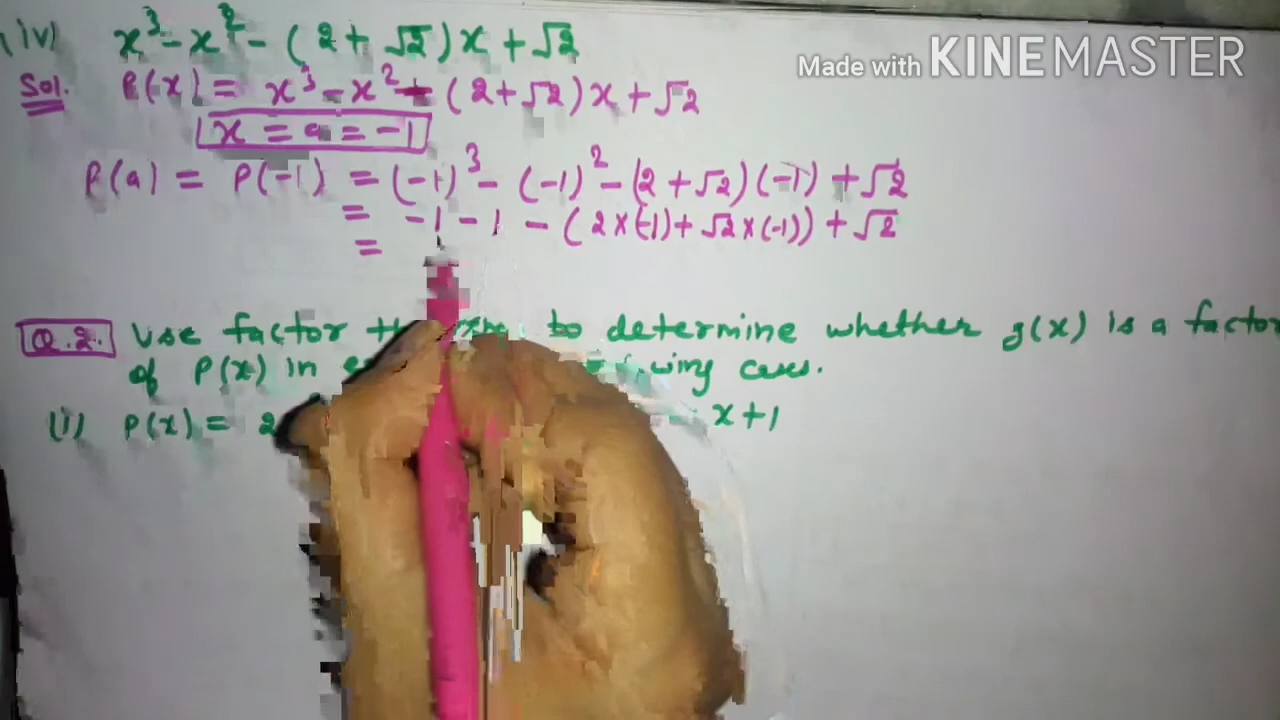 (iv) x³-x²-(2+√2)x+√2
Made with KINEMASTER
Sol. P(x) = x³-x²-(2+√2)x+√2
x = a = -1
P(a) = P(-1) = (-1)³-(-1)²-(2+√2)(-1)+√2
= -1-1-(2×(-1)+√2×(-1))+√2
=
Q.2. Use factor to determine whether g(x) is a factor
of P(x) in cases.
(i) P(x) = 2 x+1